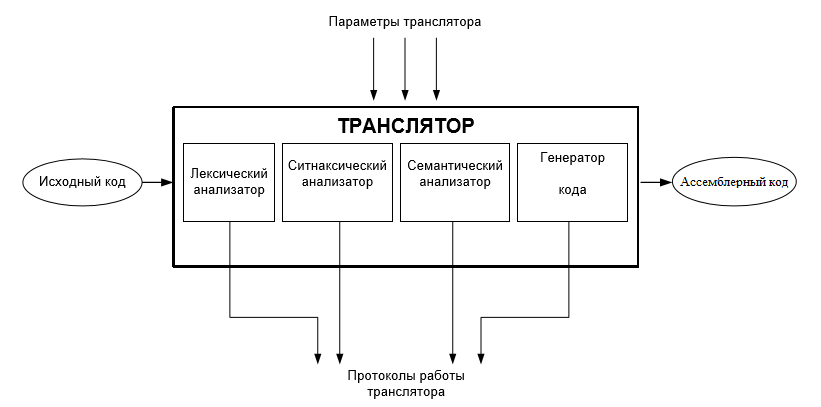 Параметры транслятора
ТРАНСЛЯТОР
Исходный код
Лексический
анализатор
Ситнаксический
анализатор
Семантический
анализатор
Генератор
кода
Ассемблерный код
Протоколы работы
транслятора